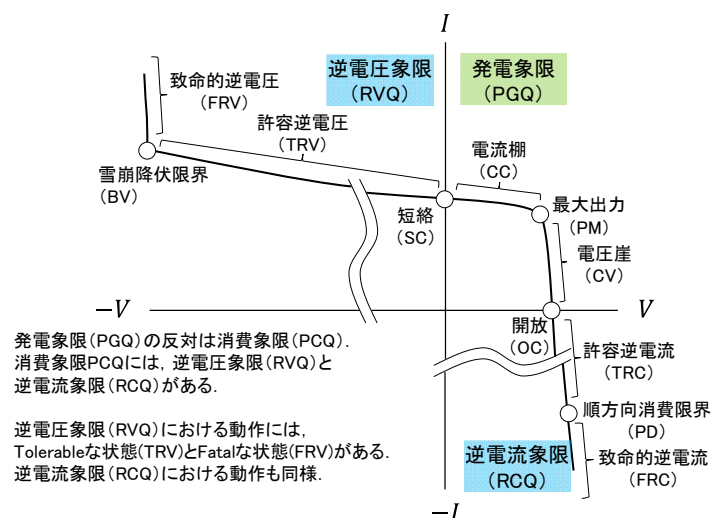 I
致命的逆電圧
(FRV)
逆電圧象限
(RVQ)
発電象限
(PGQ)
許容逆電圧
(TRV)
電流棚
(CC)
雪崩降伏限界
(BV)
短絡
(SC)
最大出力
(PM)
電圧崖
(CV)
−V
V
開放
(OC)
発電象限(PGQ)の反対は消費象限(PCQ).
消費象限PCQには, 逆電圧象限(RVQ)と
逆電流象限(RCQ)がある.
許容逆電流
(TRC)
順方向消費限界
(PD)
逆電圧象限(RVQ)における動作には,
Tolerableな状態(TRV)とFatalな状態(FRV)がある.
逆電流象限(RCQ)における動作も同様.
逆電流象限
(RCQ)
致命的逆電流
(FRC)
−I